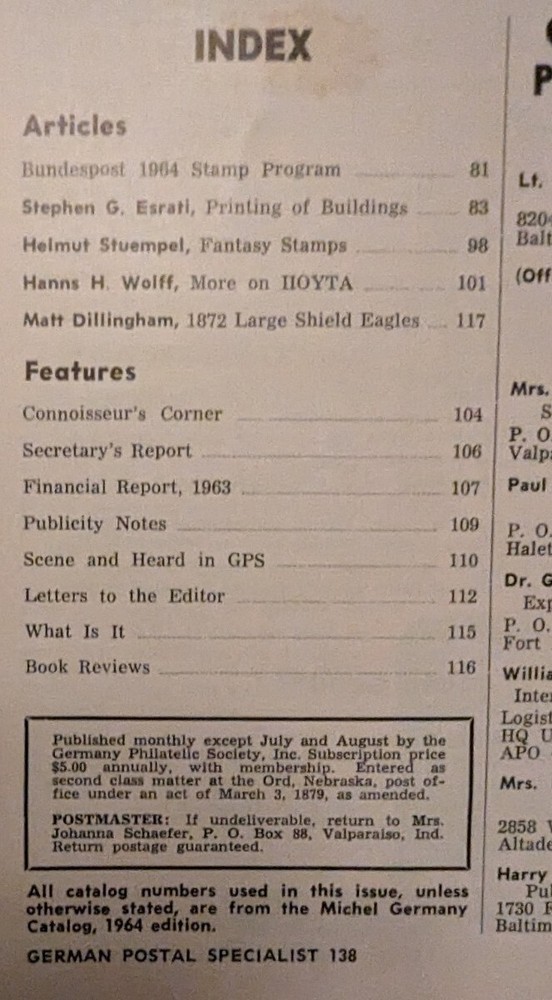 INDEX
Articles
Bundespost 1964 Stamp Program 81
Stephen G. Esrati, Printing of Buildings 83
Helmut Stuempel, Fantasy Stamps 98
Hanns H. Wolff, More on IIOYTA 101
Matt Dillingham, 1872 Large Shield Eagles 117
Features
Connoisseur's Corner 104
Secretary's Report 106
Financial Report, 1963 107
Publicity Notes 109
Scene and Heard in GPS 110
Letters to the Editor 112
What Is It 115
Book Reviews 116
Published monthly except July and August by the
Germany Philatelic Society, Inc. Subscription price
$5.00 annually, with membership. Entered as
second class matter at the Ord, Nebraska, post of-
fice under an act of March 3, 1879, as amended.
POSTMASTER: If undeliverable, return to Mrs.
Johanna Schaefer, P. O. Box 88, Valparaiso, Ind.
Return postage guaranteed.
All catalog numbers used in this issue, unless
otherwise stated, are from the Michel Germany
Catalog, 1964 edition.
GERMAN POSTAL SPECIALIST 138
P
Lt.
820
Balt
(Off
Mrs.
S
P. O.
Valp
Paul
P. O.
Halet
Dr. G
Exp
P. O.
Fort
Willia
Inter
Logist
HQ U
APO
Mrs.
2858
Altade
Harry
Pul
1730 F
Baltim